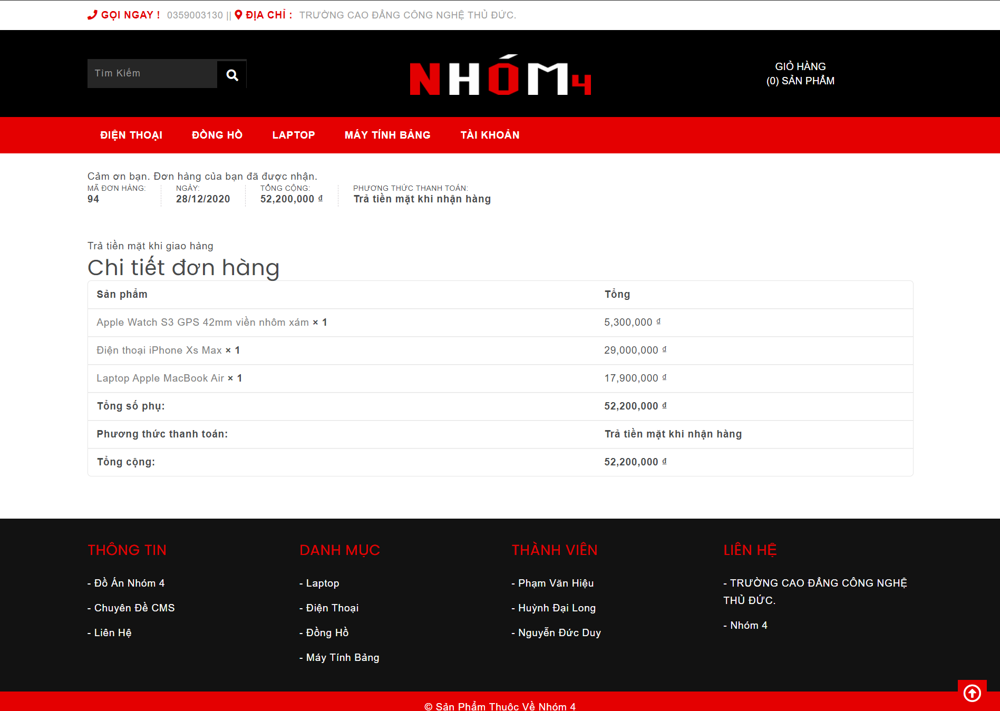 GỌI NGAY ! 0359003130 || ĐỊA CHỈ : TRƯỜNG CAO ĐẲNG CÔNG NGHỆ THỦ ĐỨC.
Tìm Kiếm
NHÓM4
GIỎ HÀNG
(0) SẢN PHẨM
ĐIỆN THOẠI ĐỒNG HỒ LAPTOP MÁY TÍNH BẢNG TÀI KHOẢN
Cảm ơn bạn. Đơn hàng của bạn đã được nhận.
MÃ ĐƠN HÀNG: NGÀY: TỔNG CỘNG: PHƯƠNG THỨC THANH TOÁN:
94 28/12/2020 52,200,000 ₫ Trả tiền mặt khi nhận hàng
Trả tiền mặt khi giao hàng
Chi tiết đơn hàng
Sản phẩm Tổng
Apple Watch S3 GPS 42mm viền nhôm xám × 1 5,300,000 ₫
Điện thoại iPhone Xs Max × 1 29,000,000 ₫
Laptop Apple MacBook Air × 1 17,900,000 ₫
Tổng số phụ: 52,200,000 ₫
Phương thức thanh toán: Trả tiền mặt khi nhận hàng
Tổng cộng: 52,200,000 ₫
THÔNG TIN
- Đồ Án Nhóm 4
- Chuyên Đề CMS
- Liên Hệ
DANH MỤC
- Laptop
- Điện Thoại
- Đồng Hồ
- Máy Tính Bảng
THÀNH VIÊN
- Phạm Văn Hiệu
- Huỳnh Đại Long
- Nguyễn Đức Duy
LIÊN HỆ
- TRƯỜNG CAO ĐẲNG CÔNG NGHỆ
THỦ ĐỨC.
- Nhóm 4
© Sản Phẩm Thuộc Về Nhóm 4